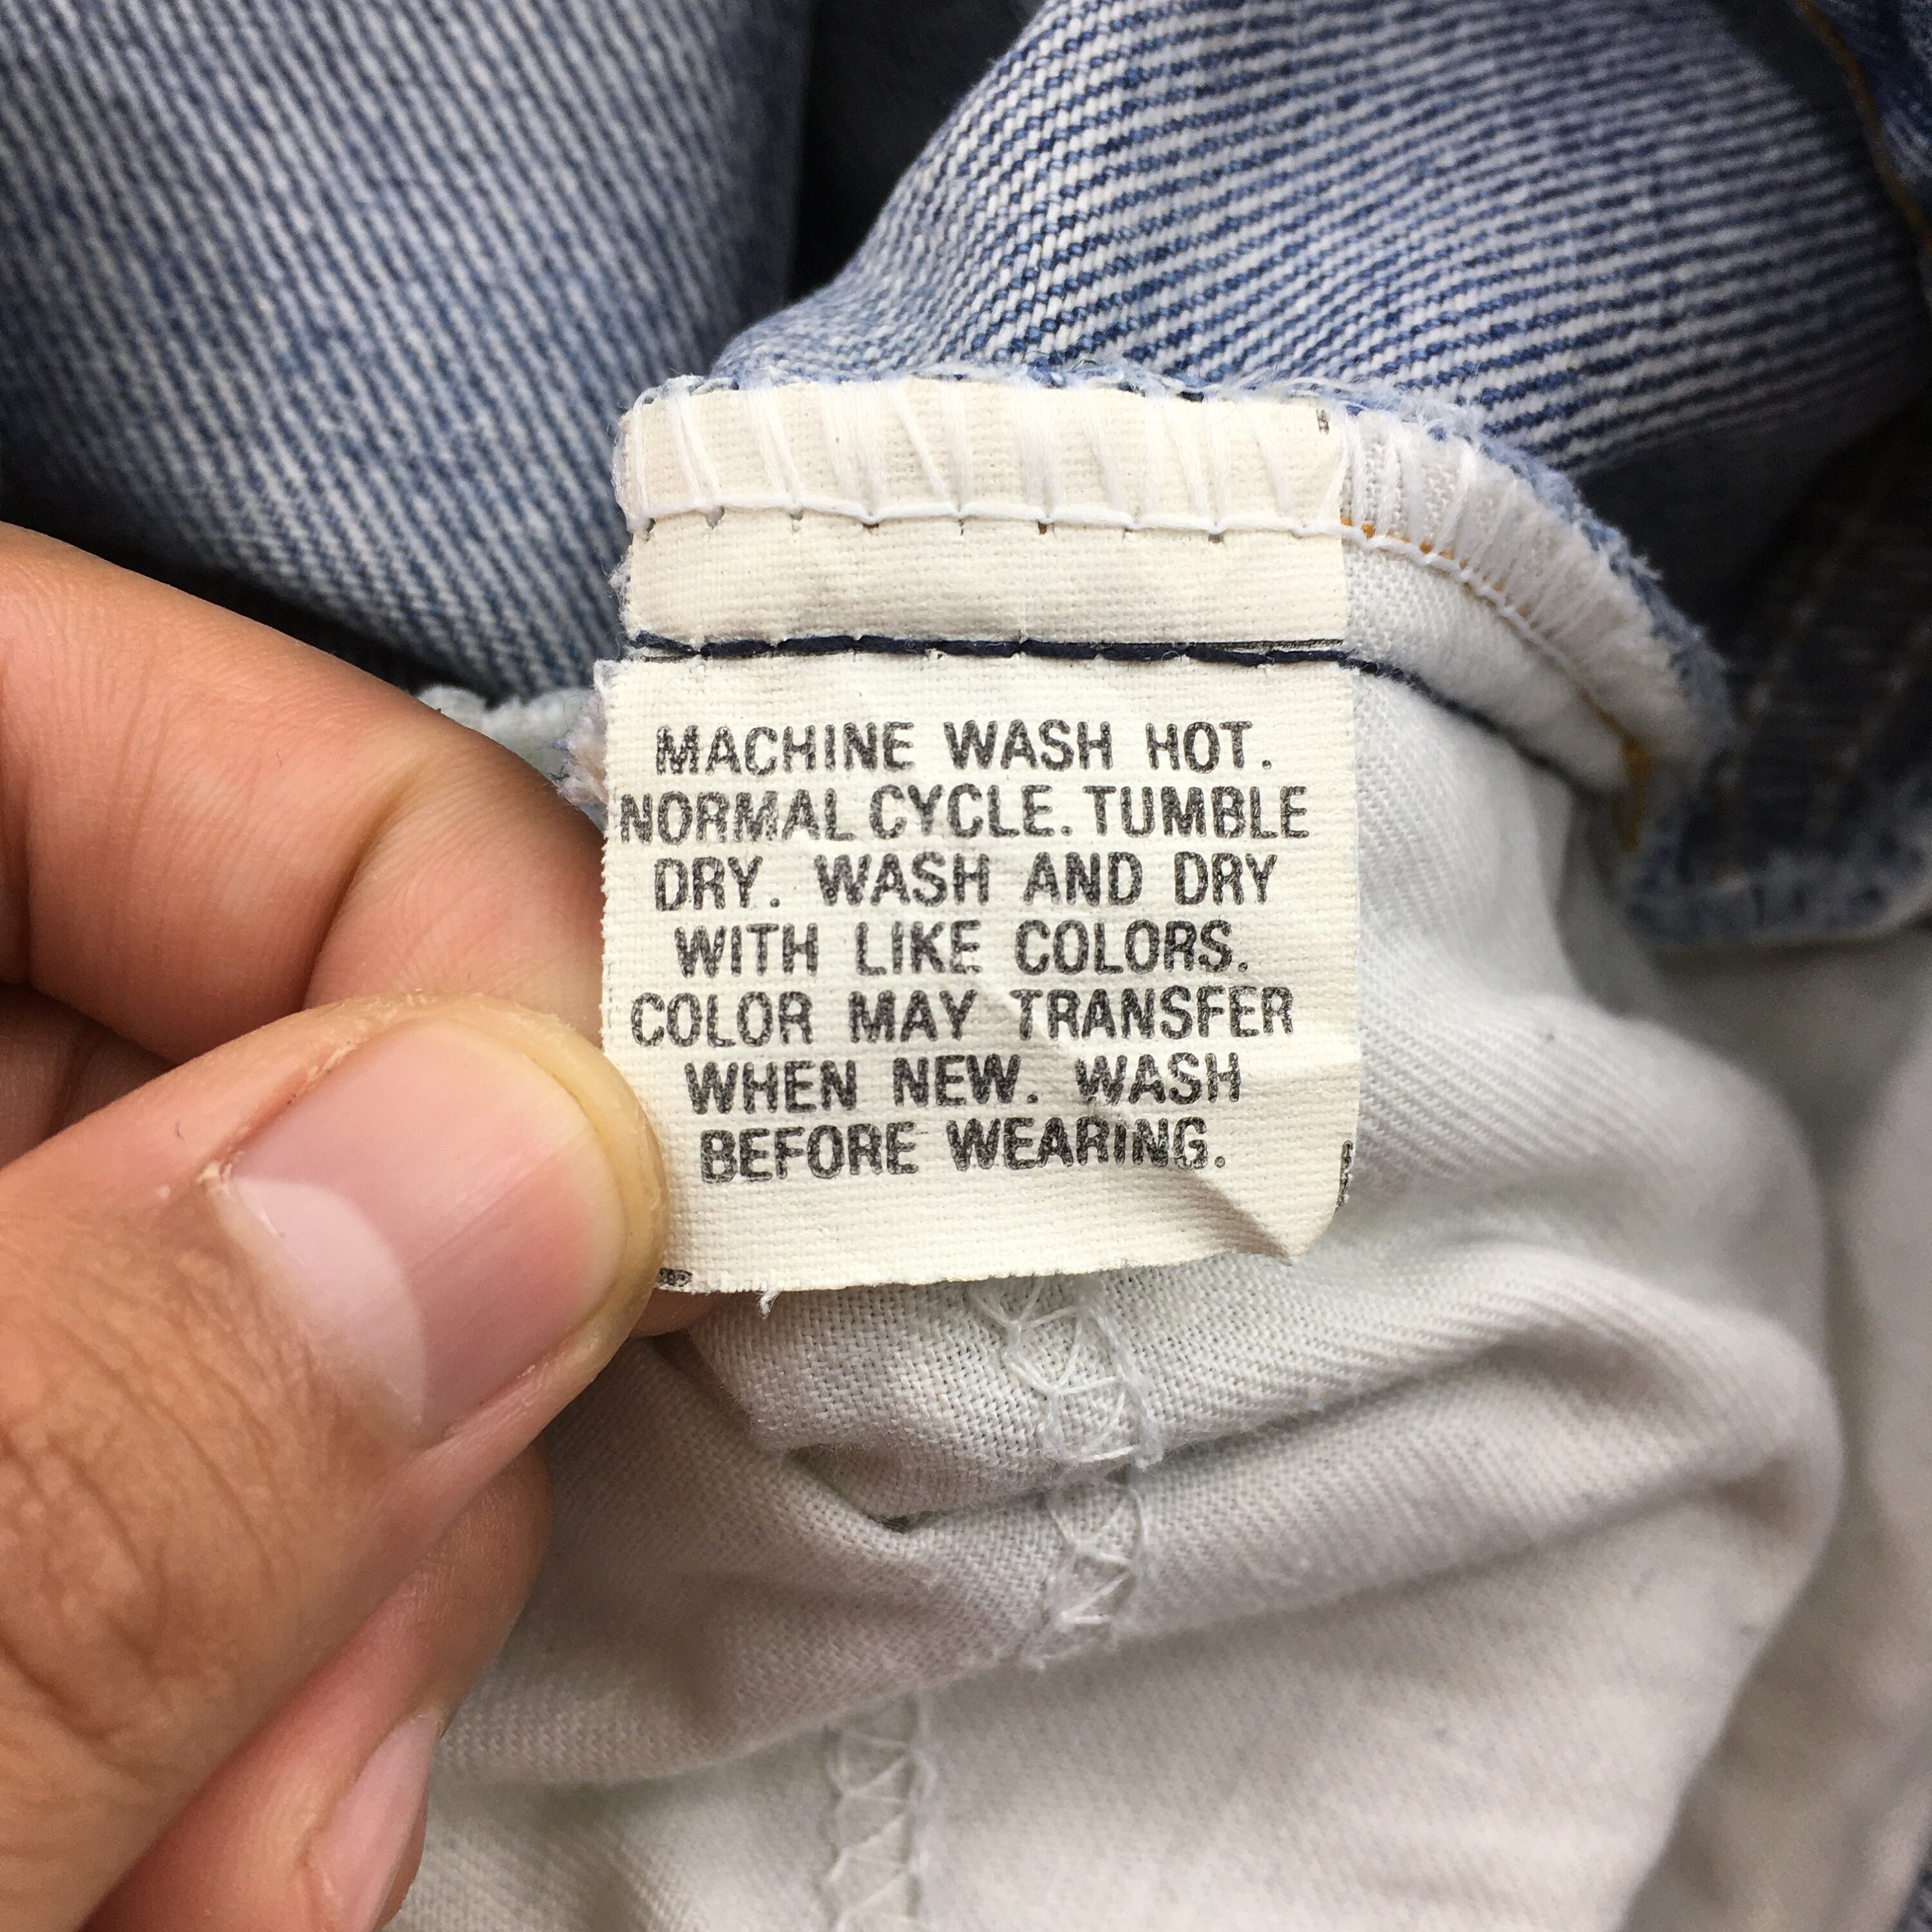 MACHINE WASH HOT.
NORMAL CYCLE. TUMBLE
DRY. WASH AND DRY
WITH LIKE COLORS.
COLOR MAY TRANSFER
WHEN NEW. WASH
BEFORE WEARING.